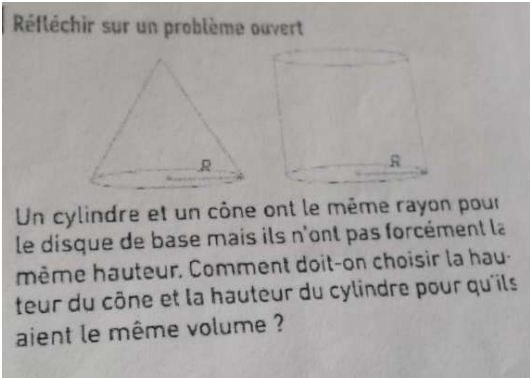 Réfléchir sur un problème ouvert
R
R
Un cylindre et un cône ont le même rayon pour
le disque de base mais ils n'ont pas forcément la
même hauteur. Comment doit-on choisir la hau-
teur du cône et la hauteur du cylindre pour qu'ils
aient le même volume ?